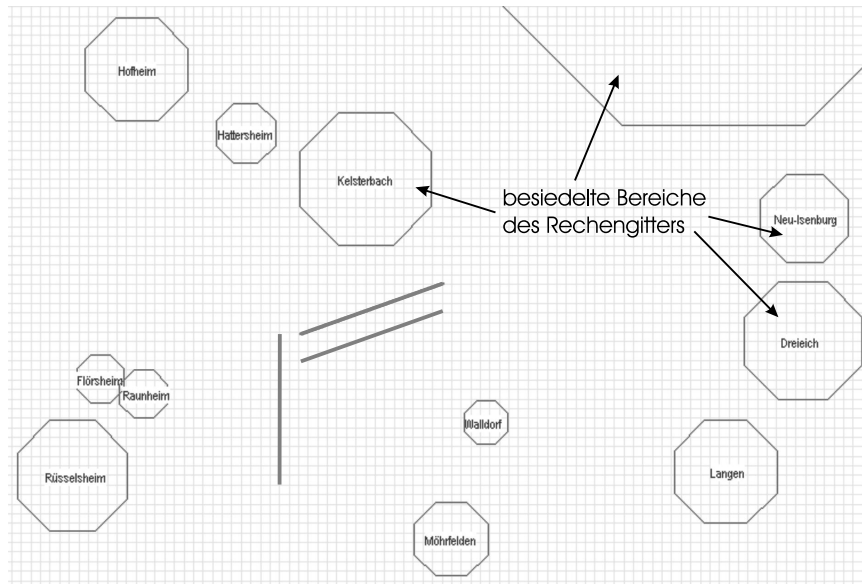 Hofheim
Hattersheim
Kelsterbach
besiedelte Bereiche
des Rechengitters
Neu-Isenburg
Dreieich
Flörsheim
Raunheim
Walldorf
Rüsselsheim
Langen
Möhrfelden